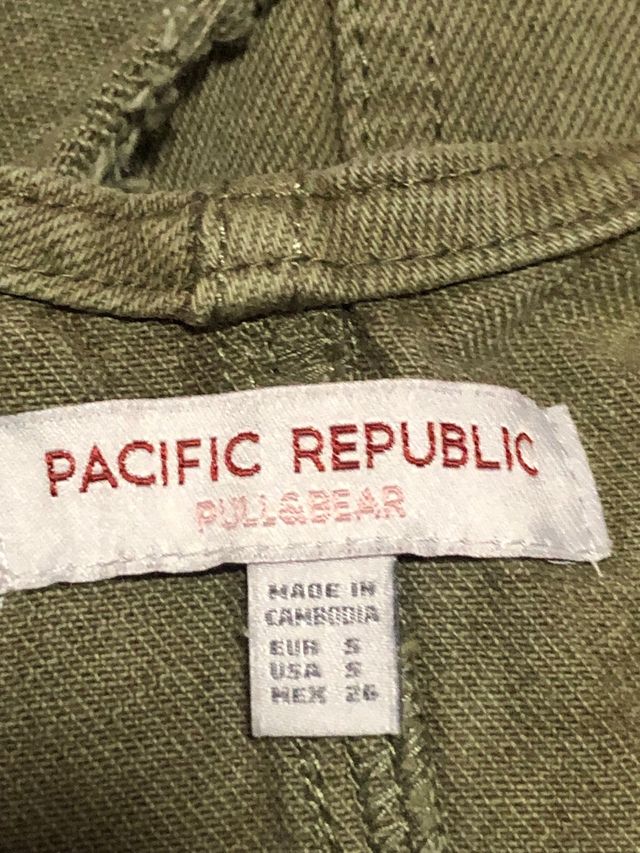 PACIFIC REPUBLIC
PULL&BEAR
MADE IN
CAMBODIA
EUR S
USA S
MEX 26